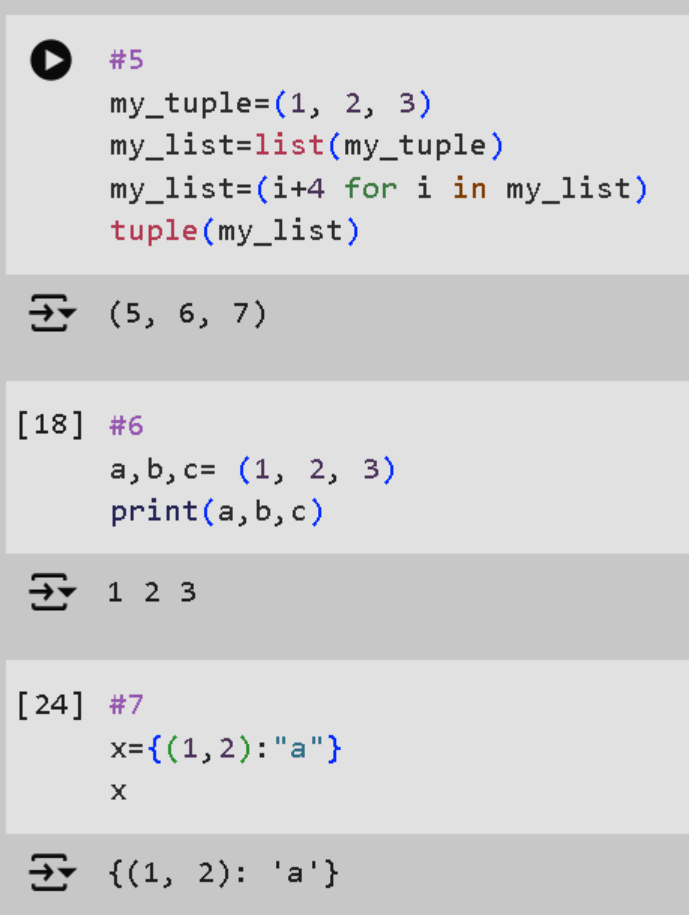 #5
my_tuple=(1, 2, 3)
my_list=list(my_tuple)
my_list=(i+4 for i in my_list)
tuple(my_list)
(5, 6, 7)
[18] #6
a,b,c= (1, 2, 3)
print(a,b,c)
1 2 3
[24] #7
x={(1,2):"a"}
x
{(1, 2): 'a'}